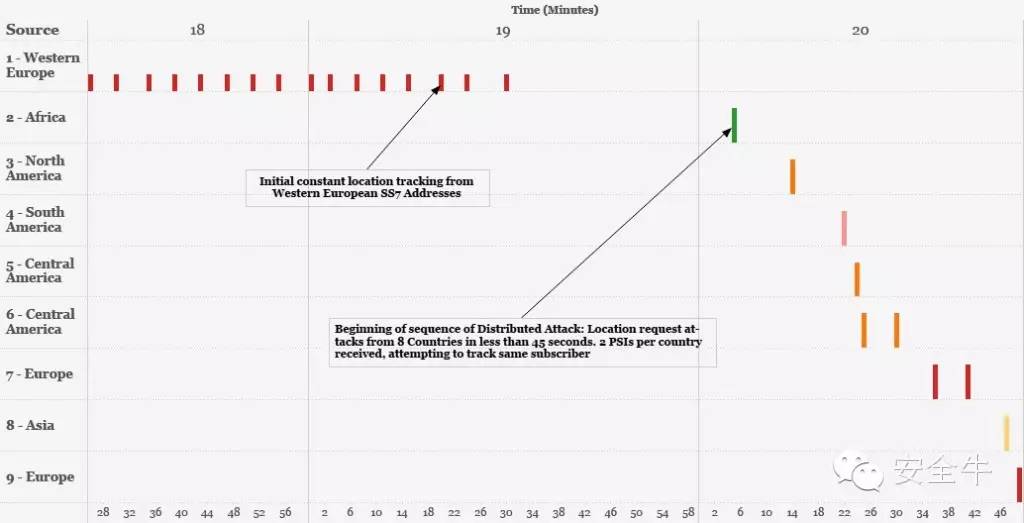 Time (Minutes)
Source
18
19
20
1 - Western
Europe
2 - Africa
3 - North
America
Initial constant location tracking from
Western European SS7 Addresses
4 - South
America
5 - Central
America
6 - Central
America
Beginning of sequence of Distributed Attack: Location request at-
tacks from 8 Countries in less than 45 seconds. 2 PSIs per country
received, attempting to track same subscriber
7 - Europe
8 - Asia
9 - Europe
安全牛
28 32 36 40 44 48 52 56 2 6 10 14 18 22 26 30 34 38 42 46 50 54 58 2 6 10 14 18 22 26 30 34 38 42 46